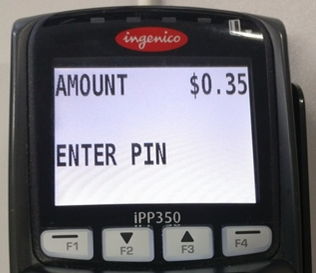 ingenico
AMOUNT $0.35
ENTER PIN
iPP350
F1 F2 F3 F4